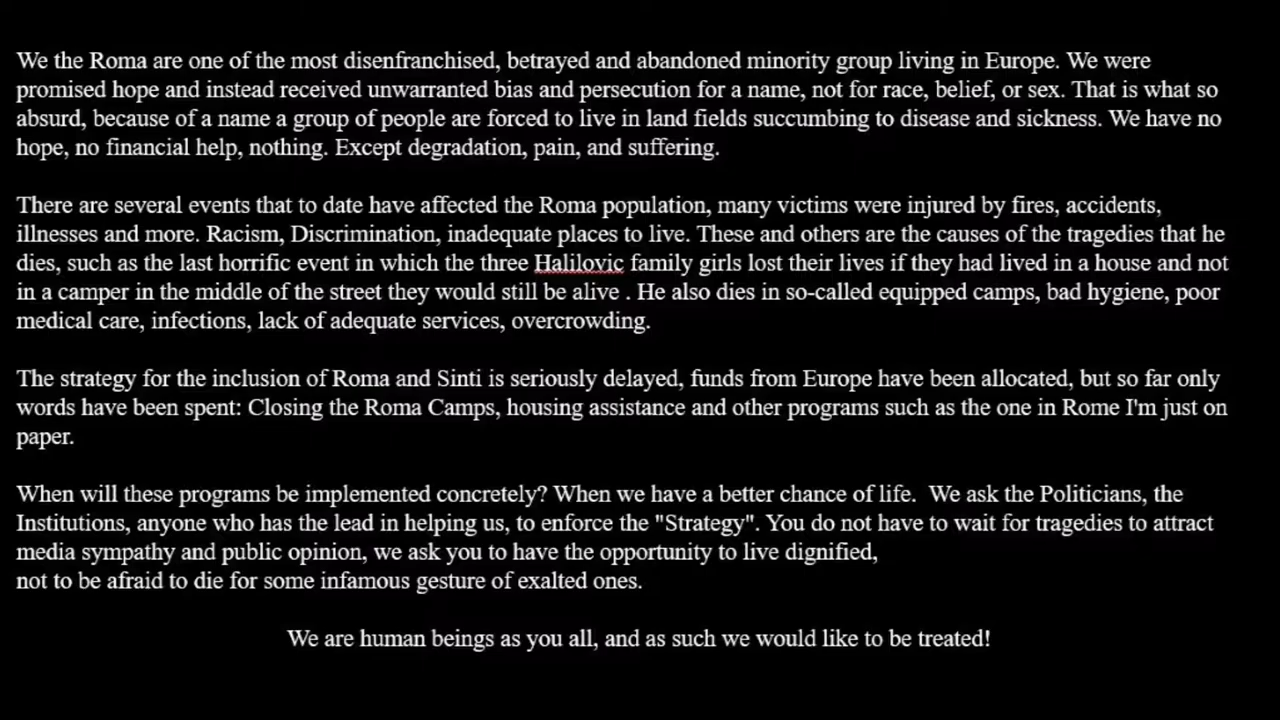 We the Roma are one of the most disenfranchised, betrayed and abandoned minority group living in Europe. We were
promised hope and instead received unwarranted bias and persecution for a name, not for race, belief, or sex. That is what so
absurd, because of a name a group of people are forced to live in land fields succumbing to disease and sickness. We have no
hope, no financial help, nothing. Except degradation, pain, and suffering.
There are several events that to date have affected the Roma population, many victims were injured by fires, accidents,
illnesses and more. Racism, Discrimination, inadequate places to live. These and others are the causes of the tragedies that he
dies, such as the last horrific event in which the three Halilovic family girls lost their lives if they had lived in a house and not
in a camper in the middle of the street they would still be alive . He also dies in so-called equipped camps, bad hygiene, poor
medical care, infections, lack of adequate services, overcrowding.
The strategy for the inclusion of Roma and Sinti is seriously delayed, funds from Europe have been allocated, but so far only
words have been spent: Closing the Roma Camps, housing assistance and other programs such as the one in Rome I'm just on
paper.
When will these programs be implemented concretely? When we have a better chance of life.  We ask the Politicians, the
Institutions, anyone who has the lead in helping us, to enforce the "Strategy". You do not have to wait for tragedies to attract
media sympathy and public opinion, we ask you to have the opportunity to live dignified,
not to be afraid to die for some infamous gesture of exalted ones.
We are human beings as you all, and as such we would like to be treated!